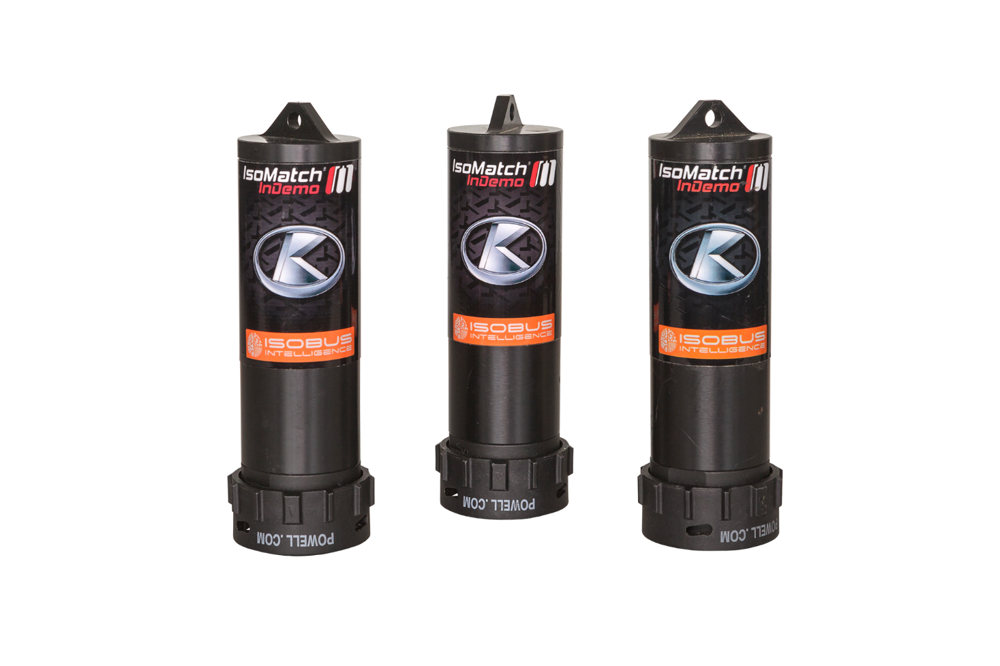 IsoMatch®
InDemo
K
ISOBUS
INTELLIGENCE
POWELL.COM
IsoMatch®
InDemo
K
ISOBUS
INTELLIGENCE
POWELL.COM
IsoMatch®
InDemo
K
ISOBUS
INTELLIGENCE
POWELL.COM